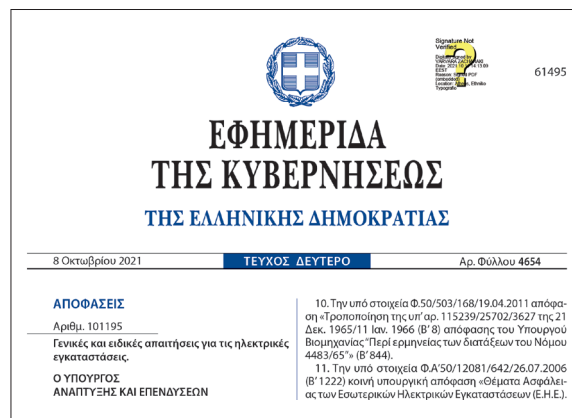 Signature Not
Verified
61495
ΕΦΗΜΕΡΙΔΑ
ΤΗΣ ΚΥΒΕΡΝΗΣΕΩΣ
ΤΗΣ ΕΛΛΗΝΙΚΗΣ ΔΗΜΟΚΡΑΤΙΑΣ
8 Οκτωβρίου 2021
ΤΕΥΧΟΣ ΔΕΥΤΕΡΟ
Αρ. Φύλλου 4654
ΑΠΟΦΑΣΕΙΣ
Αριθμ. 101195
Γενικές και ειδικές απαιτήσεις για τις ηλεκτρικές
εγκαταστάσεις.
Ο ΥΠΟΥΡΓΟΣ
ΑΝΑΠΤΥΞΗΣ ΚΑΙ ΕΠΕΝΔΥΣΕΩΝ
10. Την υπό στοιχεία Φ.50/503/168/19.04.2011 απόφα-
ση «Τροποποίηση της υπ’ αρ. 115239/25702/3627 της 21
Δεκ. 1965/11 Ιαν. 1966 (Β’ 8) απόφασης του Υπουργού
Βιομηχανίας “Περί ερμηνείας των διατάξεων του Νόμου
4483/65”» (Β’ 844).
11. Την υπό στοιχεία Φ.Α’50/12081/642/26.07.2006
(Β’ 1222) κοινή υπουργική απόφαση «Θέματα Ασφάλει-
ας των Εσωτερικών Ηλεκτρικών Εγκαταστάσεων (Ε.Η.Ε.).